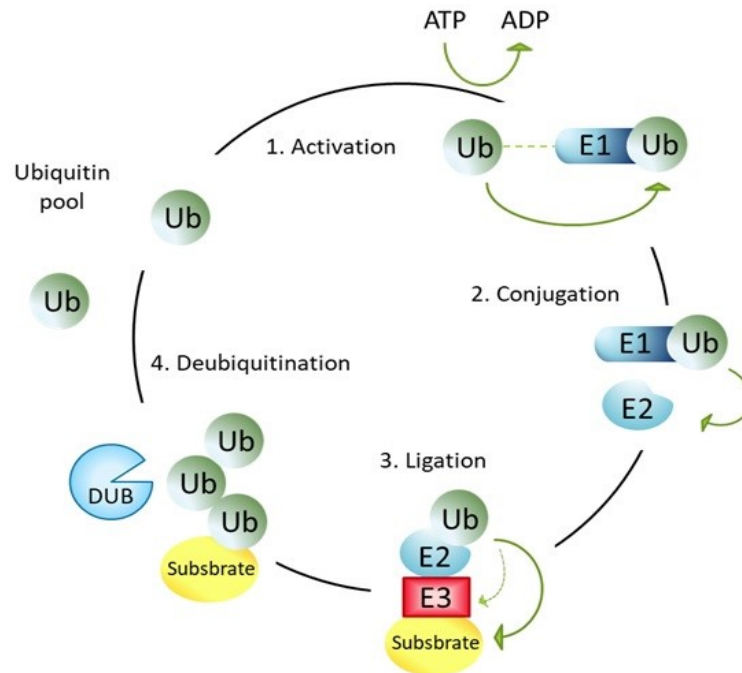 ATP ADP
1. Activation
Ub E1 Ub
Ubiquitin
pool
Ub
Ub
2. Conjugation
E1 Ub
E2
4. Deubiquitination
3. Ligation
Ub
DUB
Ub
Ub
Subsbrate
Ub
E2
E3
Subsbrate